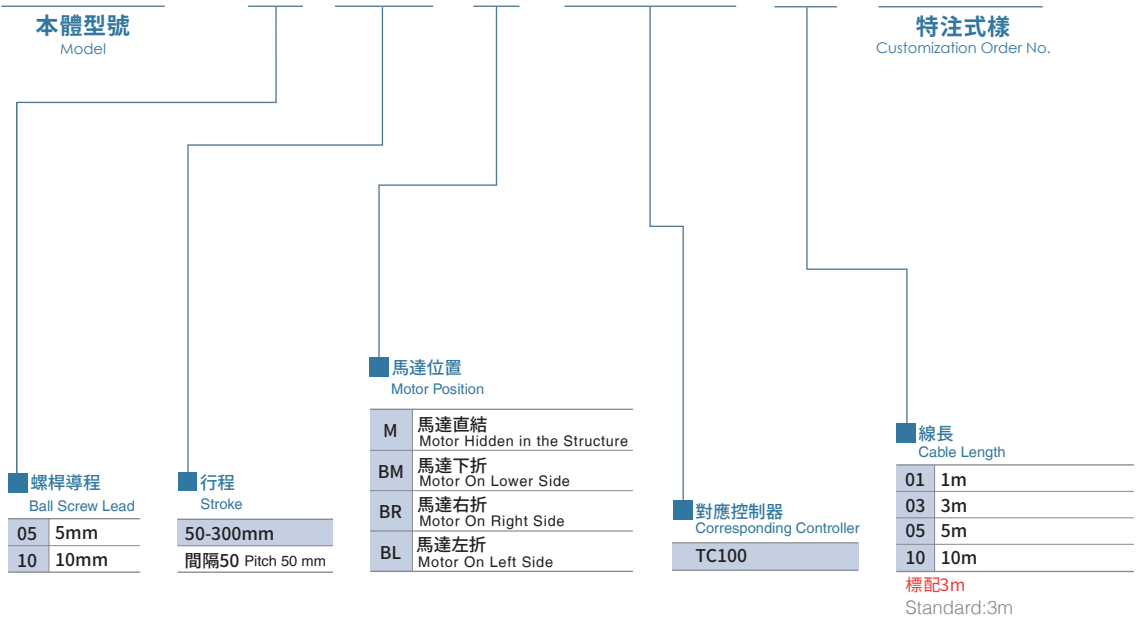 本體型號
Model
特注式樣
Customization Order No.
馬達位置
Motor Position
M 馬達直結
Motor Hidden in the Structure
BM 馬達下折
Motor On Lower Side
BR 馬達右折
Motor On Right Side
BL 馬達左折
Motor On Left Side
螺桿導程
Ball Screw Lead
05 5mm
10 10mm
行程
Stroke
50-300mm
間隔50 Pitch 50 mm
對應控制器
Corresponding Controller
TC100
線長
Cable Length
01 1m
03 3m
05 5m
10 10m
標配3m
Standard:3m